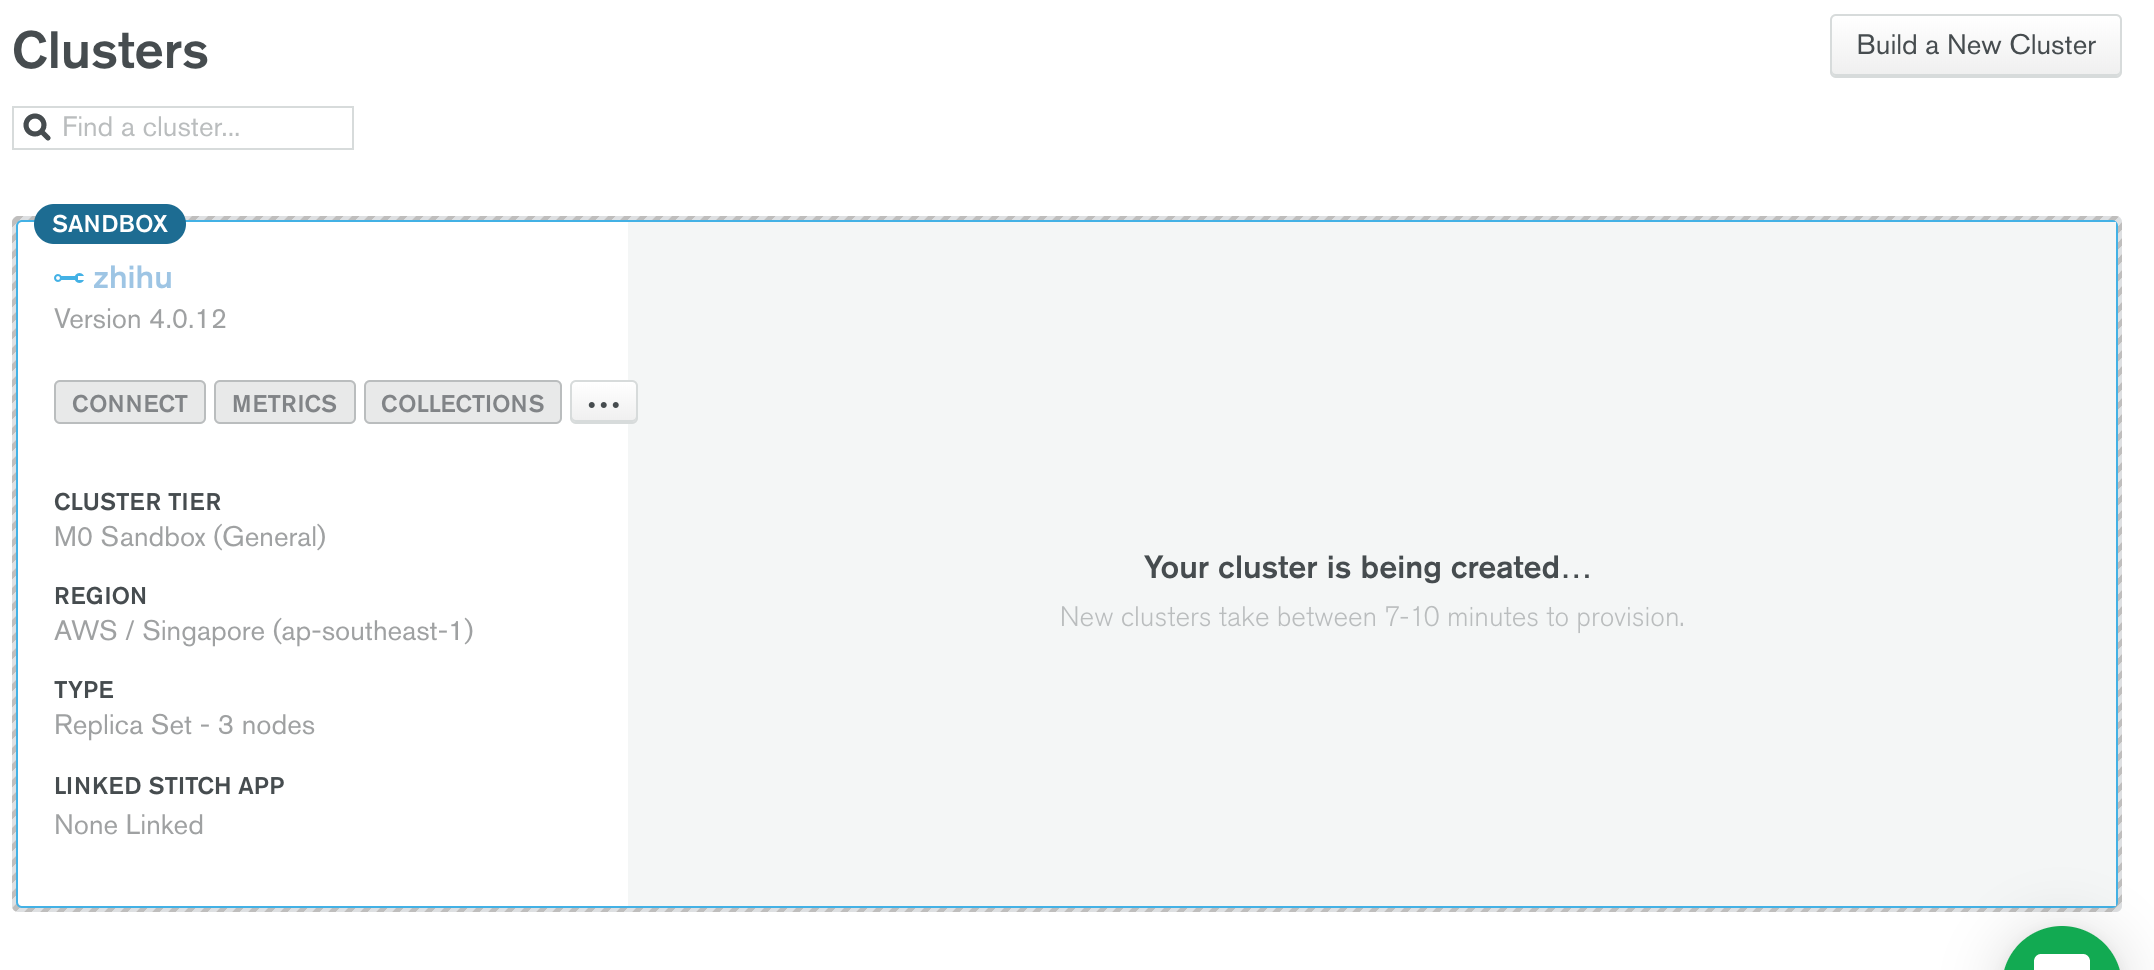 Clusters
Build a New Cluster
Find a cluster...
SANDBOX
zhihu
Version 4.0.12
CONNECT METRICS COLLECTIONS ...
CLUSTER TIER
M0 Sandbox (General)
REGION
AWS / Singapore (ap-southeast-1)
TYPE
Replica Set - 3 nodes
LINKED STITCH APP
None Linked
Your cluster is being created...
New clusters take between 7-10 minutes to provision.